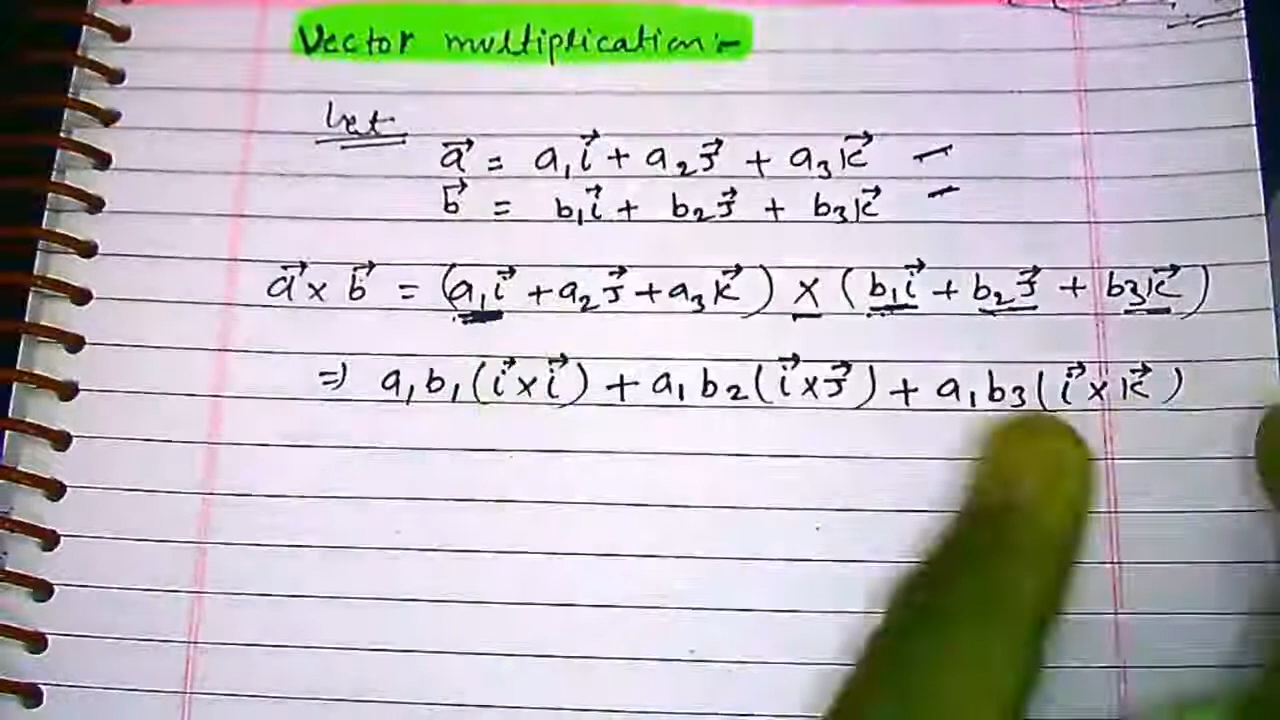 Vector multiplication:-
Let
a⃗ = a₁i⃗ + a₂j⃗ + a₃k⃗ –
b⃗ = b₁i⃗ + b₂j⃗ + b₃k⃗ –
a⃗ × b⃗ = (a₁i⃗ + a₂j⃗ + a₃k⃗) × (b₁i⃗ + b₂j⃗ + b₃k⃗)
⇒ a₁b₁(i⃗ × i⃗) + a₁b₂(i⃗ × j⃗) + a₁b₃(i⃗ × k⃗)